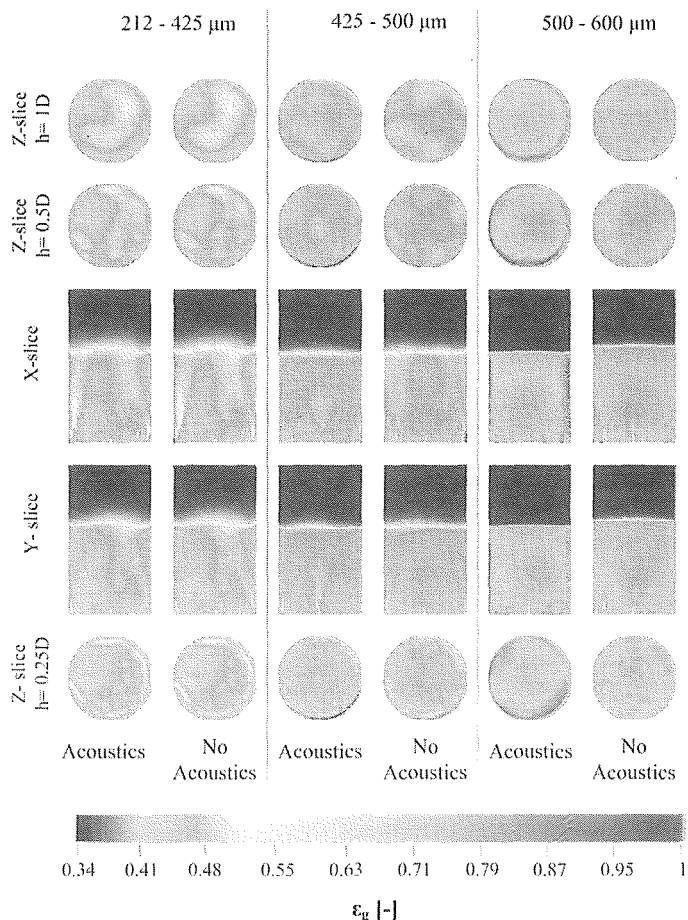 212 - 425 μm 425 - 500 μm 500 - 600 μm
Z-slice
h= 1D
Z-slice
h= 0.5D
X-slice
Y- slice
Z- slice
h= 0.25D
Acoustics No Acoustics Acoustics No Acoustics Acoustics No Acoustics
0.34 0.41 0.48 0.55 0.63 0.71 0.79 0.87 0.95 1
ε_g [-]